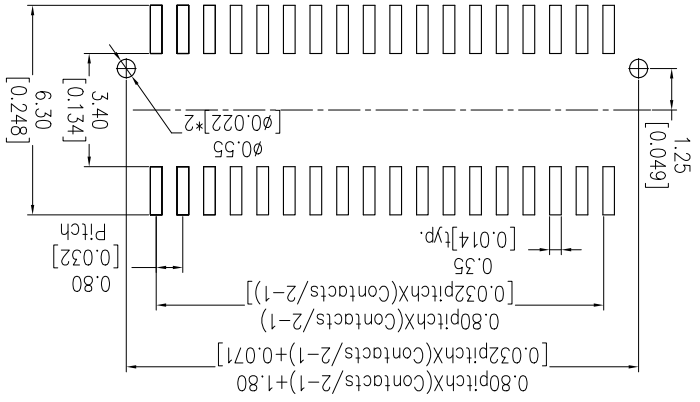 0.80pitchX(Contacts/2-1)+1.80
[0.032pitchX(Contacts/2-1)+0.071]
0.80pitchX(Contacts/2-1)
[0.032pitchX(Contacts/2-1)]
0.35
[0.014]typ.
0.80
[0.032]
Pitch
ø0.55
[ø0.022]*2
1.25
[0.049]
3.40
[0.134]
6.30
[0.248]